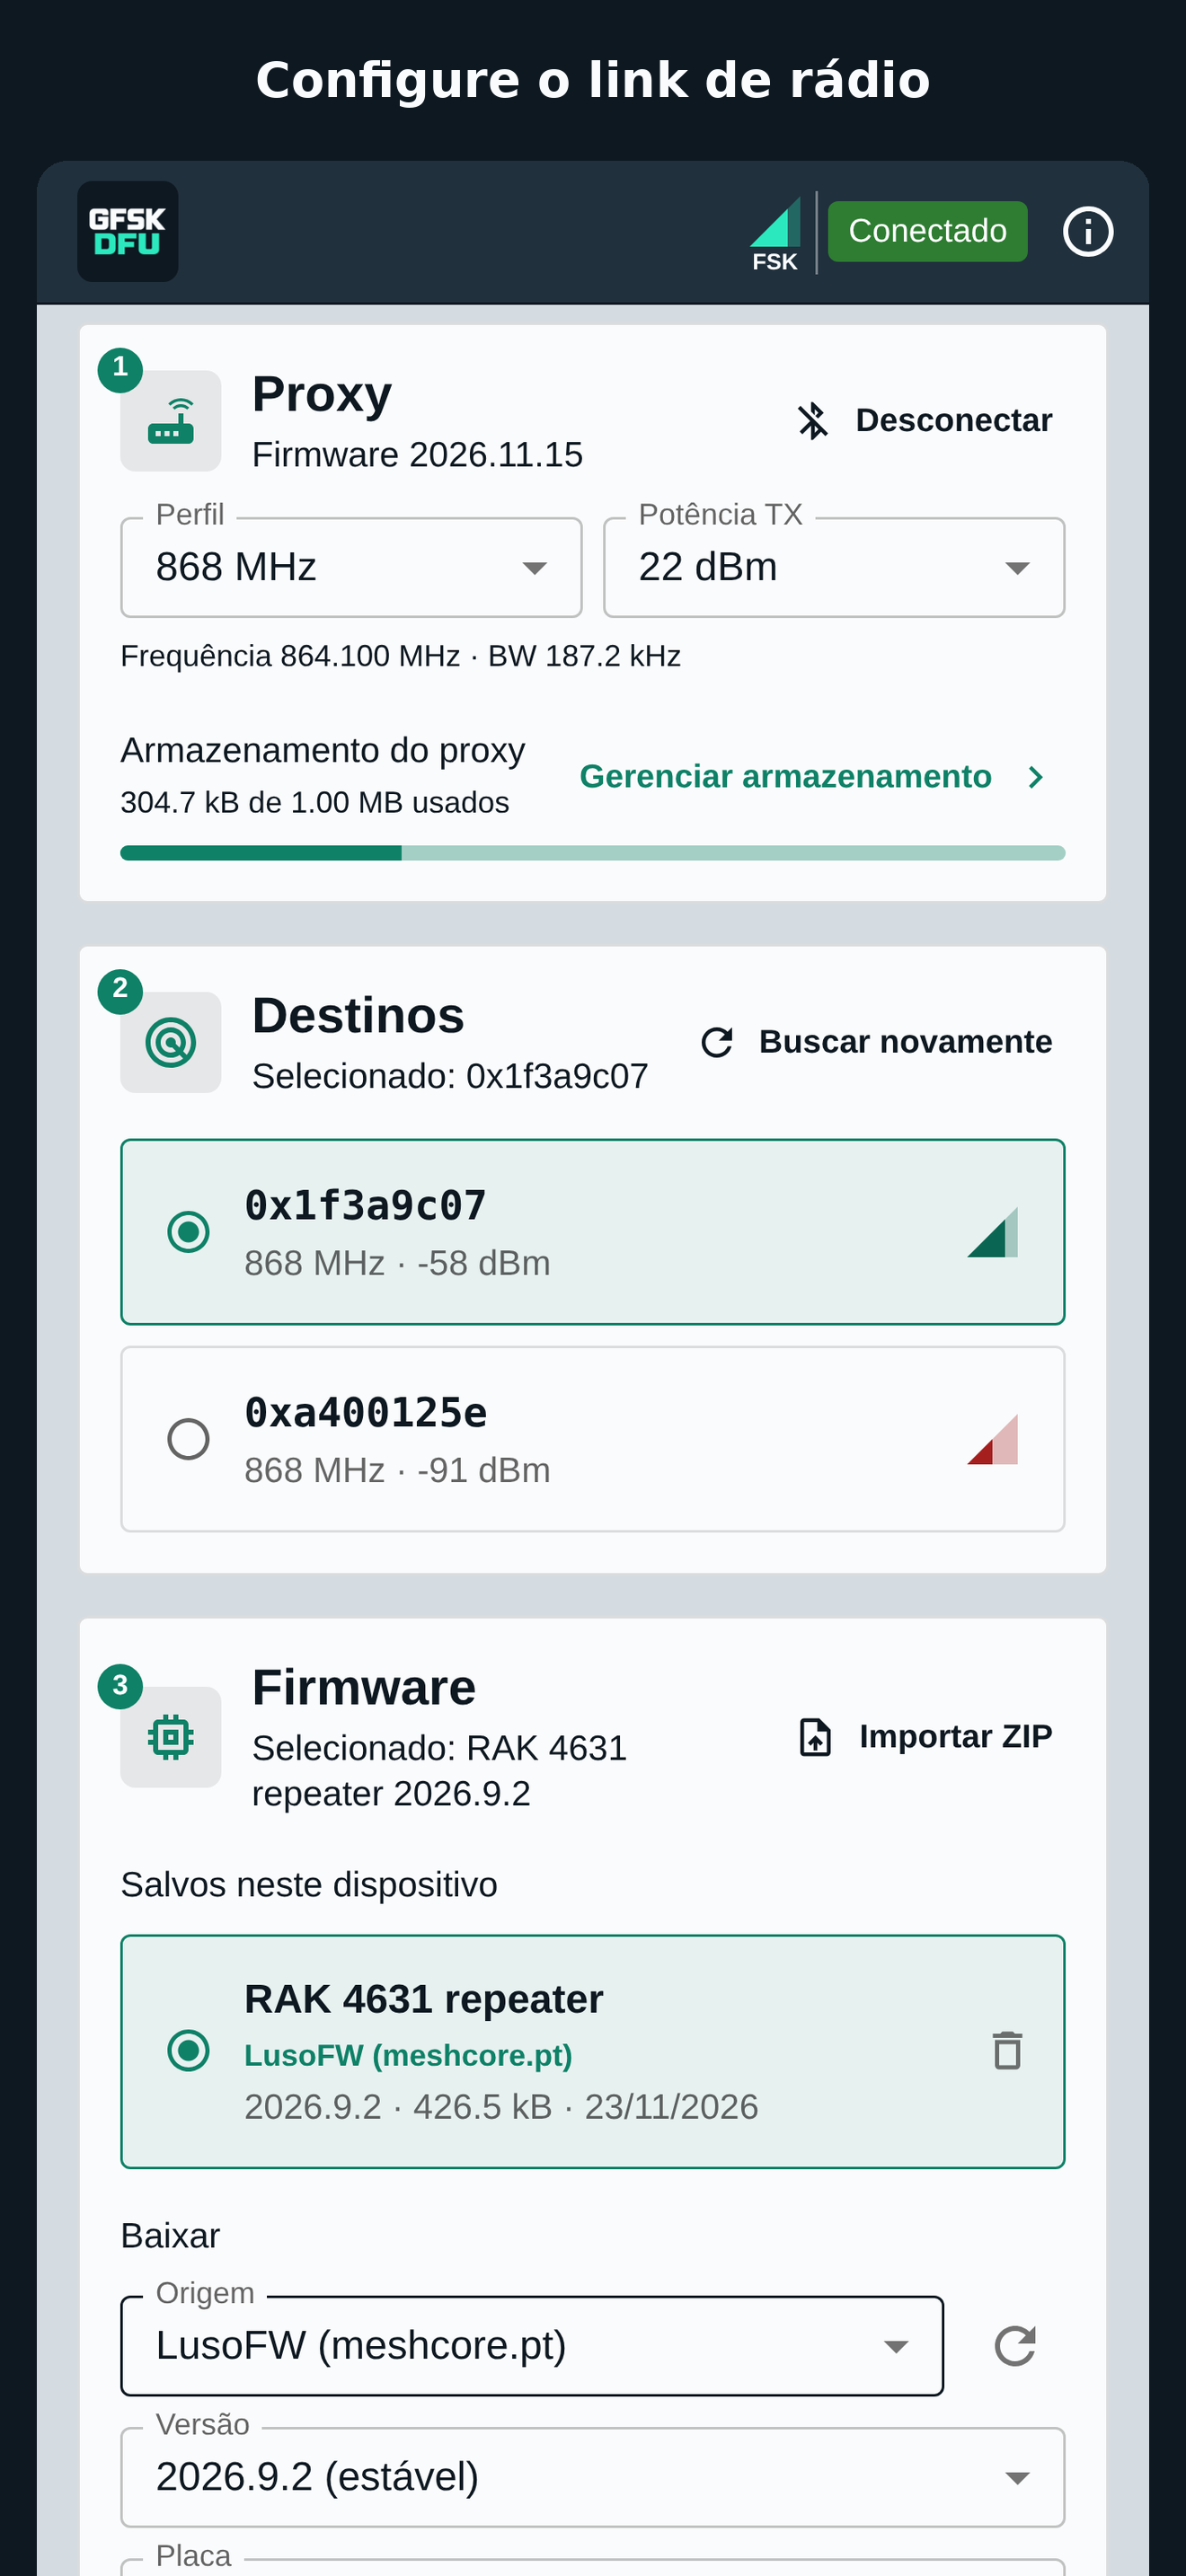 Configure o link de rádio
GFSK
DFU
FSK
Conectado
1
Proxy
Firmware 2026.11.15
Desconectar
Perfil
868 MHz
Potência TX
22 dBm
Frequência 864.100 MHz · BW 187.2 kHz
Armazenamento do proxy
304.7 kB de 1.00 MB usados
Gerenciar armazenamento
2
Destinos
Selecionado: 0x1f3a9c07
Buscar novamente
0x1f3a9c07
868 MHz · -58 dBm
0xa400125e
868 MHz · -91 dBm
3
Firmware
Selecionado: RAK 4631
repeater 2026.9.2
Importar ZIP
Salvos neste dispositivo
RAK 4631 repeater
LusoFW (meshcore.pt)
2026.9.2 · 426.5 kB · 23/11/2026
Baixar
Origem
LusoFW (meshcore.pt)
Versão
2026.9.2 (estável)
Placa